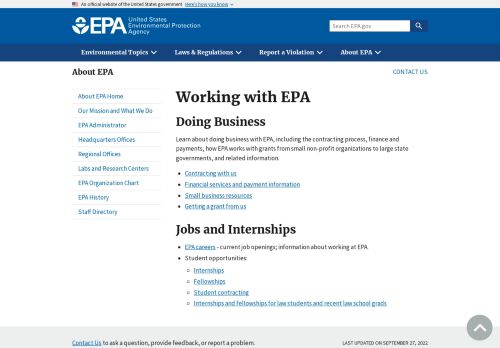 An official website of the United States government Here's how you know
EPA United States
Environmental Protection
Agency
Search EPA.gov
Environmental Topics Laws & Regulations Report a Violation About EPA
About EPA
CONTACT US
About EPA Home
Our Mission and What We Do
EPA Administrator
Headquarters Offices
Regional Offices
Labs and Research Centers
EPA Organization Chart
EPA History
Staff Directory
Working with EPA
Doing Business
Learn about doing business with EPA, including the contracting process, finance and
payments, how EPA works with grants from small non-profit organizations to large state
governments, and related information.
Contracting with us
Financial services and payment information
Small business resources
Getting a grant from us
Jobs and Internships
EPA careers - current job openings; information about working at EPA.
Student opportunities:
Internships
Fellowships
Student contracting
Internships and fellowships for law students and recent law school grads
Contact Us to ask a question, provide feedback, or report a problem.
LAST UPDATED ON SEPTEMBER 27, 2022